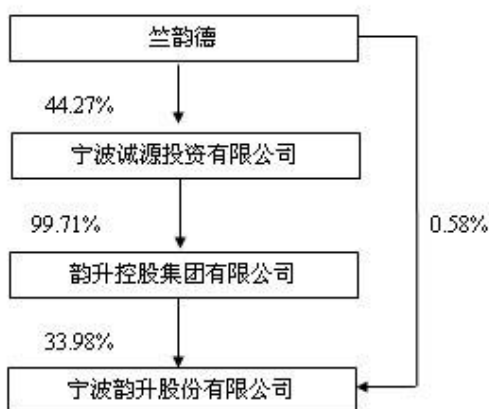 竺韵德
44.27%
宁波诚源投资有限公司
99.71%
0.58%
韵升控股集团有限公司
33.98%
宁波韵升股份有限公司